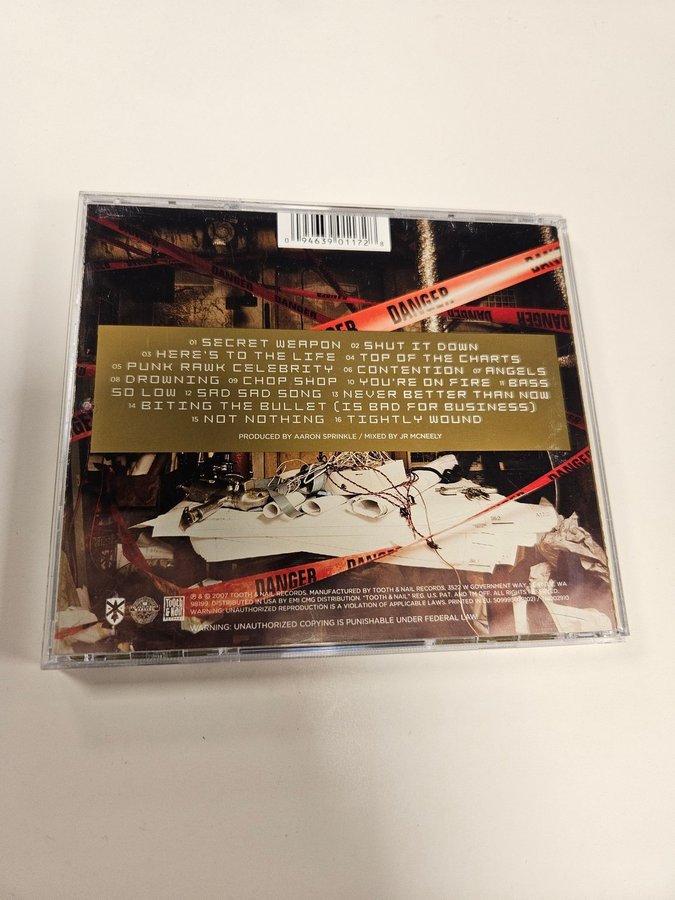 0 94639 01172 8
DANGER
DANGER
DANGER
DANGER
DANGER
01 SECRET WEAPON 02 SHUT IT DOWN
03 HERE'S TO THE LIFE 04 TOP OF THE CHARTS
05 PUNK RAWK CELEBRITY 06 CONTENTION 07 ANGELS
08 DROWNING 09 CHOP SHOP 10 YOU'RE ON FIRE 11 BASS
SO LOW 12 SAD SAD SONG 13 NEVER BETTER THAN NOW
14 BITING THE BULLET (IS BAD FOR BUSINESS)
15 NOT NOTHING 16 TIGHTLY WOUND
PRODUCED BY AARON SPRINKLE / MIXED BY JR MCNEELY
DANGER
DANGER
DANGER
℗ & © 2007 TOOTH & NAIL RECORDS. MANUFACTURED BY TOOTH & NAIL RECORDS, 3522 W GOVERNMENT WAY, WA
98199. DISTRIBUTED IN USA BY EMI CMG DISTRIBUTION. "TOOTH & NAIL" REG. U.S. PAT. AND TM OFF. ALL RIGHTS
WARNING: UNAUTHORIZED REPRODUCTION IS A VIOLATION OF APPLICABLE LAWS. PRINTED IN EU.
Tooth & Nail
WARNING: UNAUTHORIZED COPYING IS PUNISHABLE UNDER FEDERAL LAW